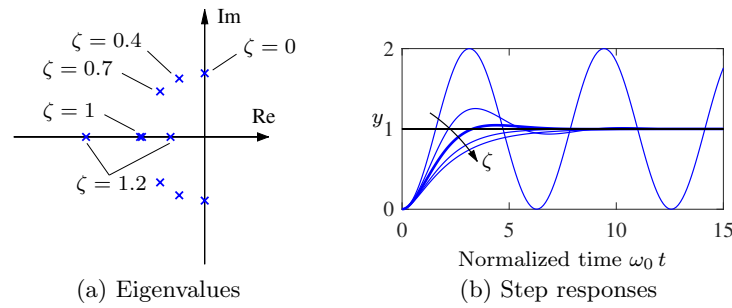 Im
ζ = 0.4
ζ = 0
ζ = 0.7
ζ = 1
Re
ζ = 1.2
(a) Eigenvalues
2
y
1
0
ζ
0
5
10
15
Normalized time ω₀ t
(b) Step responses